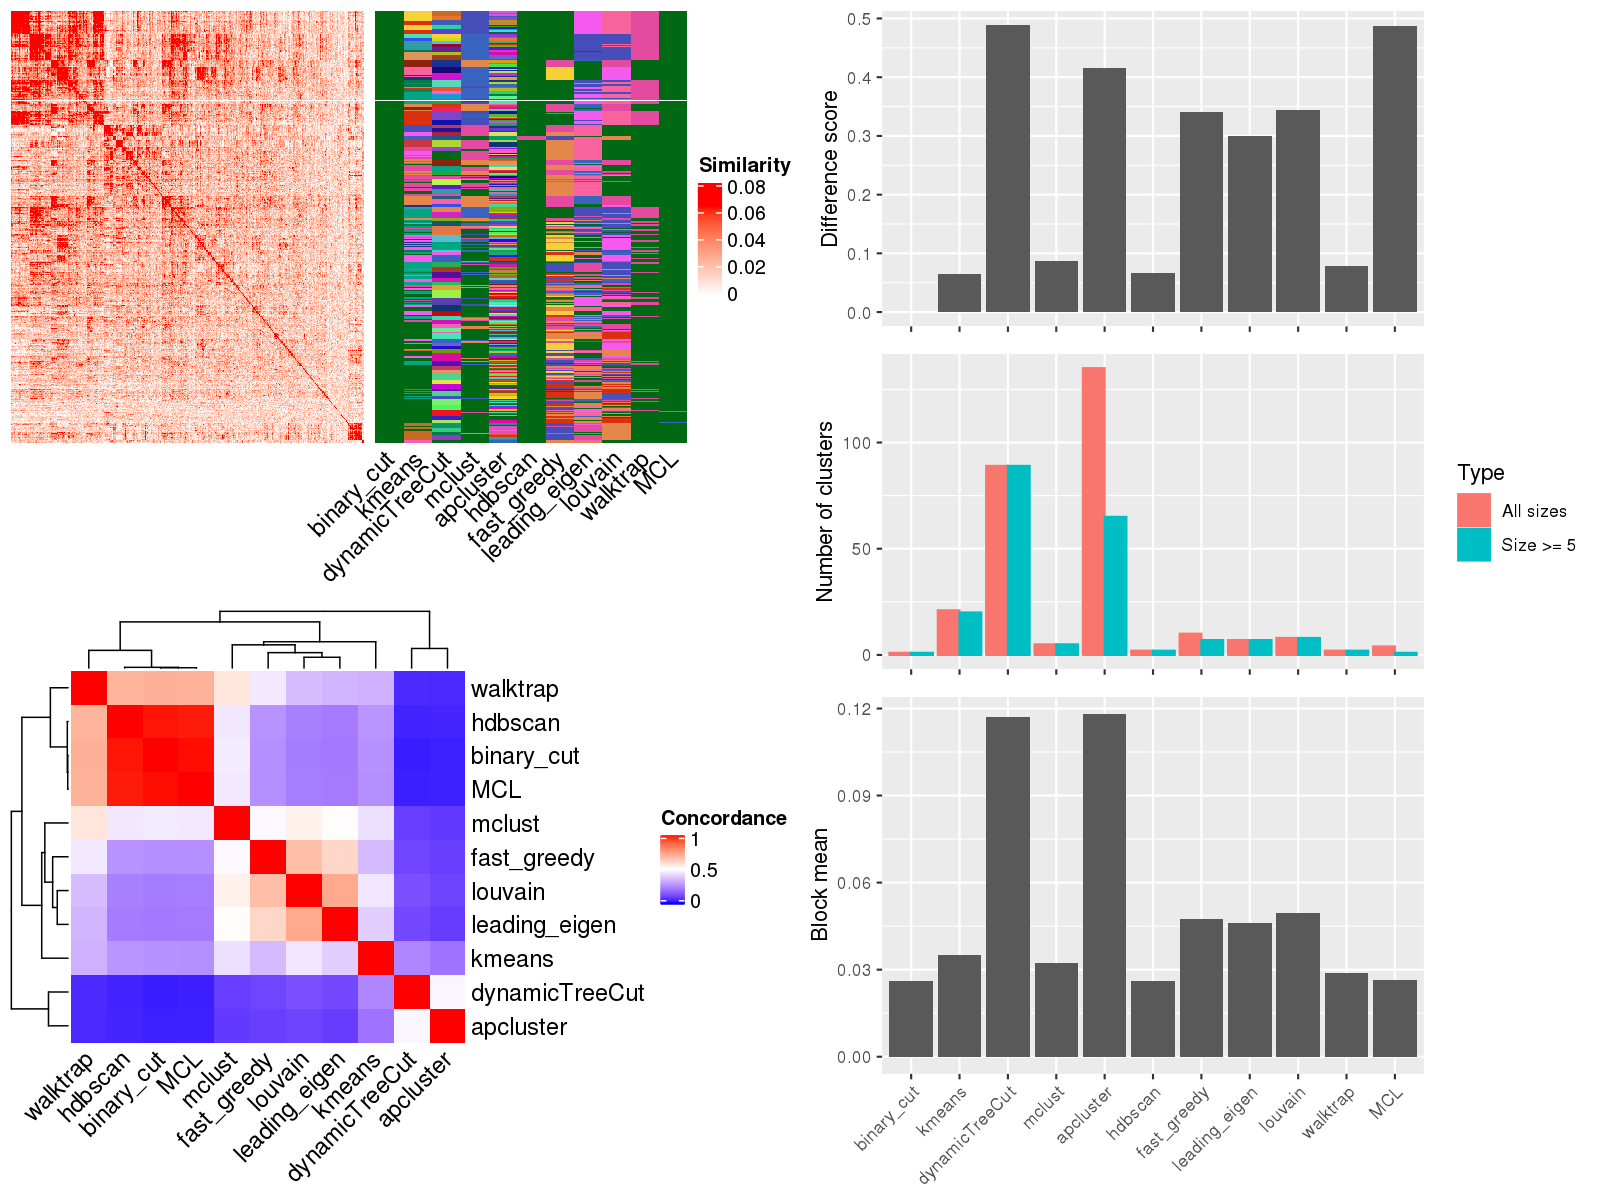 Similarity
0.08
0.06
0.04
0.02
0
binary_cut
kmeans
dynamicTreeCut
mclust
apcluster
hdbscan
fast_greedy
leading_eigen
louvain
walktrap
MCL
walktrap
hdbscan
binary_cut
MCL
mclust
fast_greedy
louvain
leading_eigen
kmeans
dynamicTreeCut
apcluster
walktrap
hdbscan
binary_cut
MCL
mclust
fast_greedy
louvain
leading_eigen
kmeans
dynamicTreeCut
apcluster
Concordance
1
0.5
0
Difference score
0.5
0.4
0.3
0.2
0.1
0.0
Number of clusters
100
50
0
Type
All sizes
Size >= 5
Block mean
0.12
0.09
0.06
0.03
0.00
binary_cut
kmeans
dynamicTreeCut
mclust
apcluster
hdbscan
fast_greedy
leading_eigen
louvain
walktrap
MCL